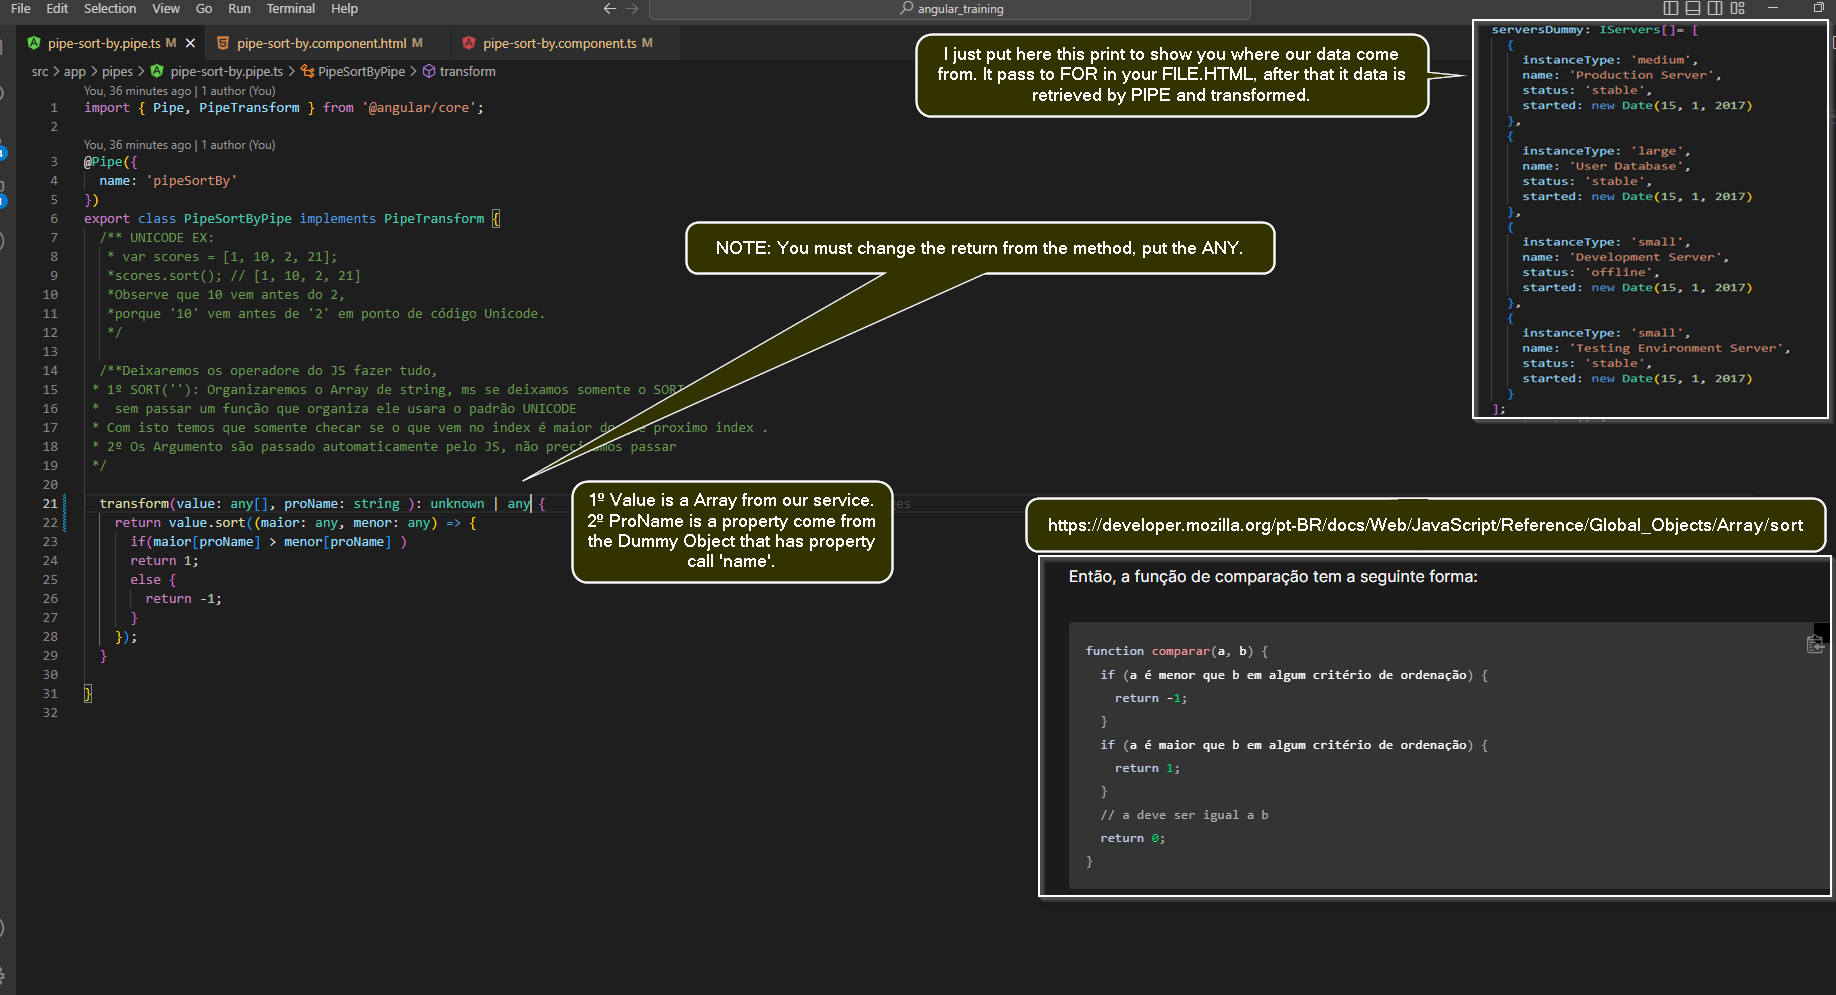 File Edit Selection View Go Run Terminal Help
angular_training
pipe-sort-by.pipe.ts M
pipe-sort-by.component.html M
pipe-sort-by.component.ts M
src > app > pipes > pipe-sort-by.pipe.ts > PipeSortByPipe > transform
You, 36 minutes ago | 1 author (You)
1 import { Pipe, PipeTransform } from '@angular/core';
2
You, 36 minutes ago | 1 author (You)
3 @Pipe({
4 name: 'pipeSortBy'
5 })
6 export class PipeSortByPipe implements PipeTransform {
7 /** UNICODE EX:
8 * var scores = [1, 10, 2, 21];
9 *scores.sort(); // [1, 10, 2, 21]
10 *Observe que 10 vem antes do 2,
11 *porque '10' vem antes de '2' em ponto de código Unicode.
12 */
13
14 /**Deixaremos os operadore do JS fazer tudo,
15 * 1º SORT(''): Organizaremos o Array de string, ms se deixamos somente o SORT
16 * sem passar um função que organiza ele usara o padrão UNICODE
17 * Com isto temos que somente checar se o que vem no index é maior do proximo index .
18 * 2º Os Argumento são passado automaticamente pelo JS, não passar
19 */
20
21 transform(value: any[], proName: string ): unknown | any {
22 return value.sort((maior: any, menor: any) => {
23 if(maior[proName] > menor[proName] )
24 return 1;
25 else {
26 return -1;
27 }
28 });
29 }
30
31 }
32
I just put here this print to show you where our data come
from. It pass to FOR in your FILE.HTML, after that it data is
retrieved by PIPE and transformed.
NOTE: You must change the return from the method, put the ANY.
1º Value is a Array from our service.
2º ProName is a property come from
the Dummy Object that has property
call 'name'.
serversDummy: IServers[]= [
{
instanceType: 'medium',
name: 'Production Server',
status: 'stable',
started: new Date(15, 1, 2017)
},
{
instanceType: 'large',
name: 'User Database',
status: 'stable',
started: new Date(15, 1, 2017)
},
{
instanceType: 'small',
name: 'Development Server',
status: 'offline',
started: new Date(15, 1, 2017)
},
{
instanceType: 'small',
name: 'Testing Environment Server',
status: 'stable',
started: new Date(15, 1, 2017)
}
];
https://developer.mozilla.org/pt-BR/docs/Web/JavaScript/Reference/Global_Objects/Array/sort
Então, a função de comparação tem a seguinte forma:
function comparar(a, b) {
if (a é menor que b em algum critério de ordenação) {
return -1;
}
if (a é maior que b em algum critério de ordenação) {
return 1;
}
// a deve ser igual a b
return 0;
}